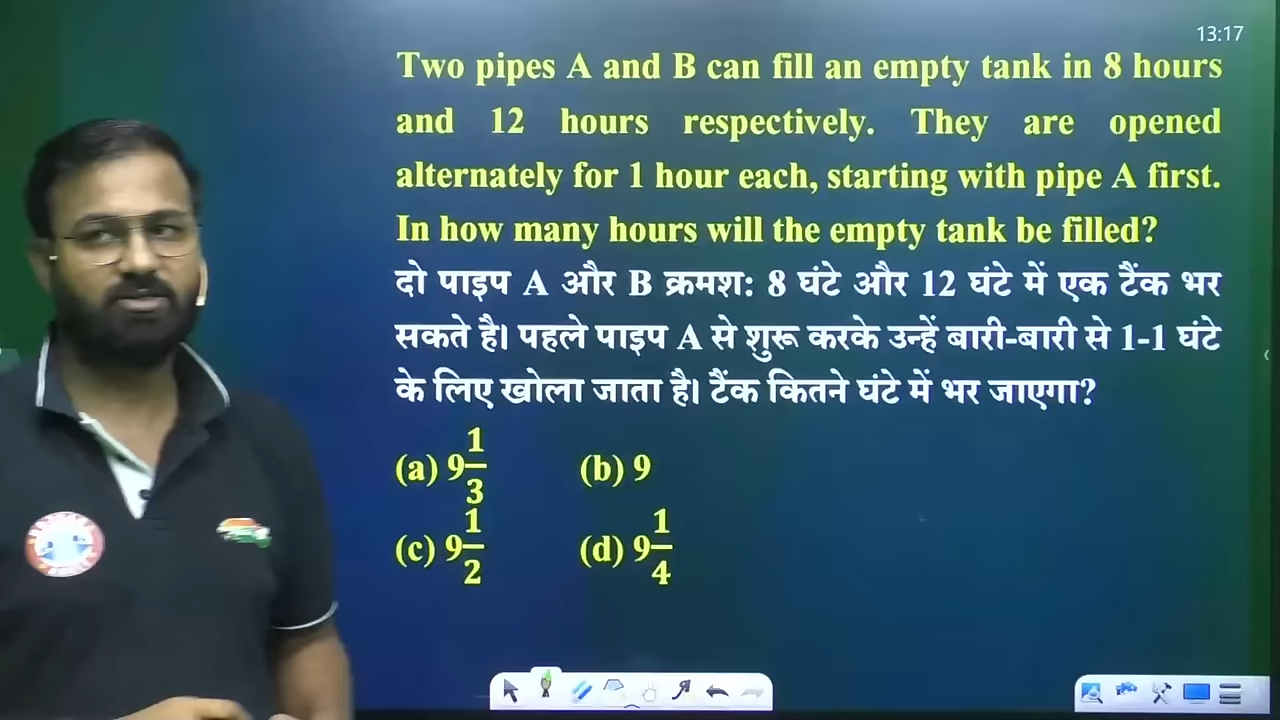 13:17
Two pipes A and B can fill an empty tank in 8 hours
and 12 hours respectively. They are opened
alternately for 1 hour each, starting with pipe A first.
In how many hours will the empty tank be filled?
दो पाइप A और B क्रमश: 8 घंटे और 12 घंटे में एक टैंक भर
सकते है। पहले पाइप A से शुरू करके उन्हें बारी-बारी से 1-1 घंटे
के लिए खोला जाता है। टैंक कितने घंटे में भर जाएगा?
(a) 9 1/3 (b) 9
(c) 9 1/2 (d) 9 1/4